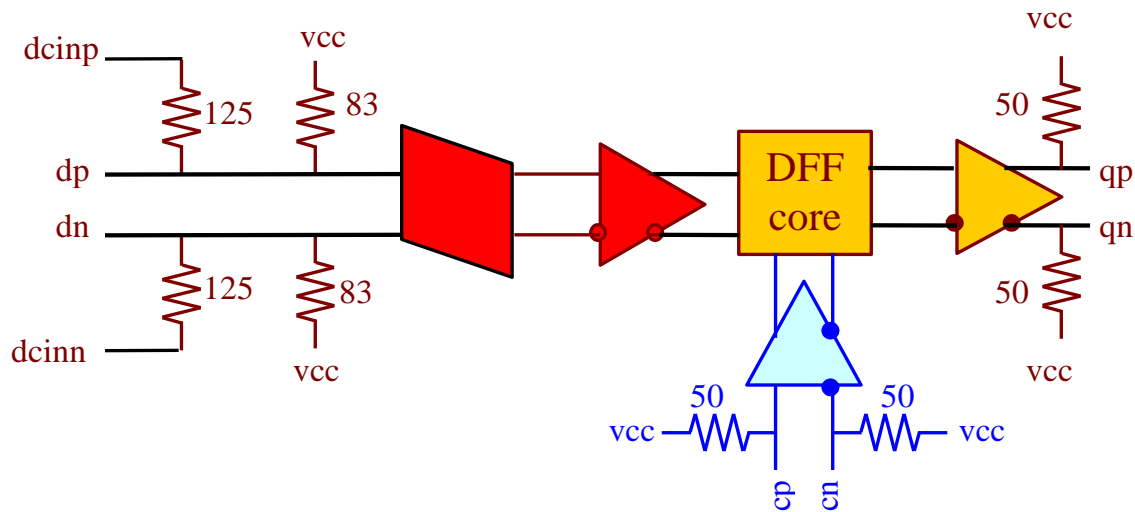 vcc
dcinp
vcc
125
83
50
dp
DFF
core
qp
dn
qn
125
83
50
dcinn
vcc
vcc
50
50
vcc
vcc
cp
cn